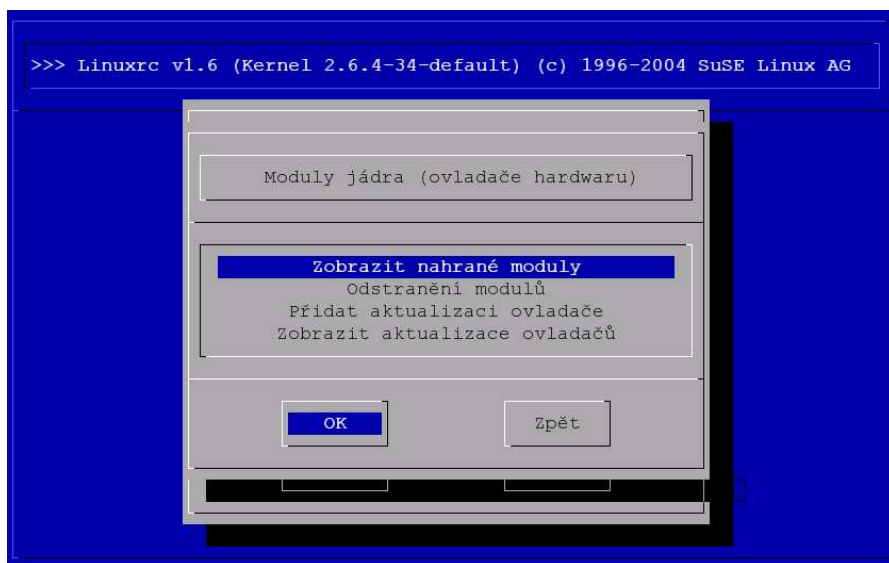 >>> Linuxrc v1.6 (Kernel 2.6.4-34-default) (c) 1996-2004 SuSE Linux AG
Moduly jádra (ovladače hardwaru)
Zobrazit nahrané moduly
Odstranění modulů
Přidat aktualizaci ovladače
Zobrazit aktualizace ovladačů
OK
Zpět